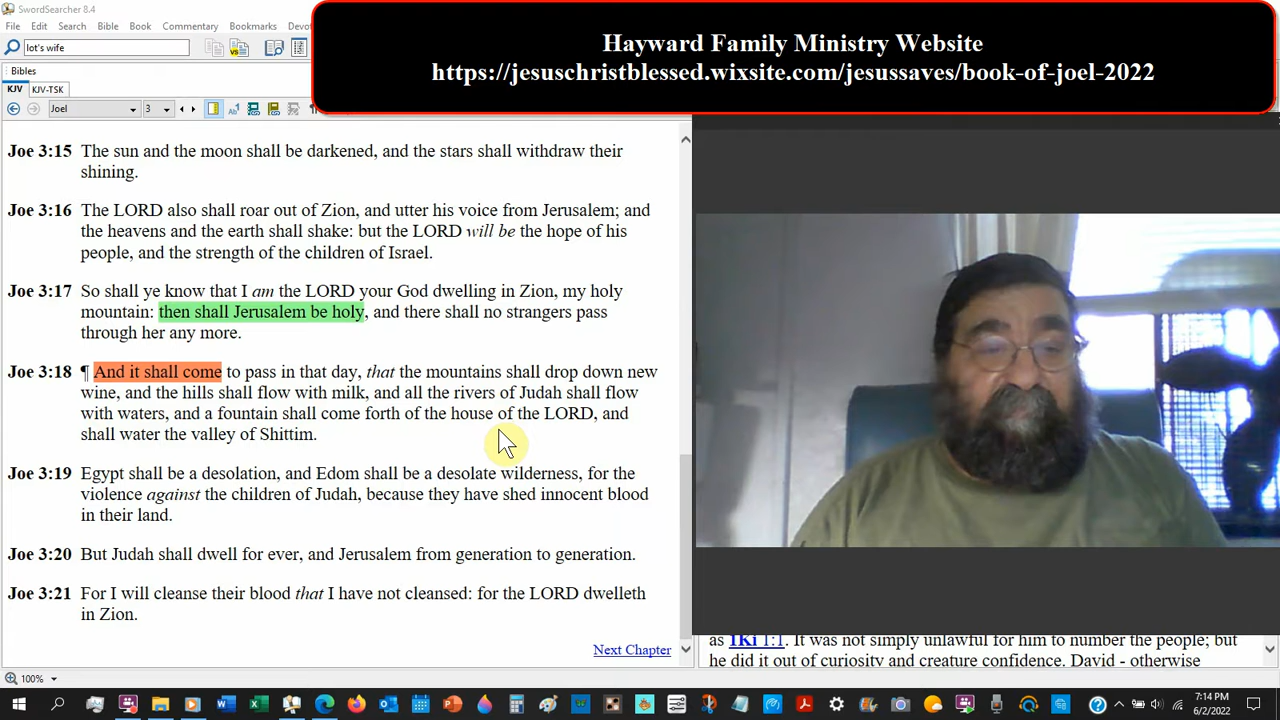 SwordSearcher 8.4
File Edit Search Bible Book Commentary Bookmarks Devo
lot's wife
VS
Bibles
KJV KJV-TSK
Joel 3
Hayward Family Ministry Website
https://jesuschristblessed.wixsite.com/jesussaves/book-of-joel-2022
Joe 3:15 The sun and the moon shall be darkened, and the stars shall withdraw their
shining.
Joe 3:16 The LORD also shall roar out of Zion, and utter his voice from Jerusalem; and
the heavens and the earth shall shake: but the LORD will be the hope of his
people, and the strength of the children of Israel.
Joe 3:17 So shall ye know that I am the LORD your God dwelling in Zion, my holy
mountain: then shall Jerusalem be holy, and there shall no strangers pass
through her any more.
Joe 3:18 ¶ And it shall come to pass in that day, that the mountains shall drop down new
wine, and the hills shall flow with milk, and all the rivers of Judah shall flow
with waters, and a fountain shall come forth of the house of the LORD, and
shall water the valley of Shittim.
Joe 3:19 Egypt shall be a desolation, and Edom shall be a desolate wilderness, for the
violence against the children of Judah, because they have shed innocent blood
in their land.
Joe 3:20 But Judah shall dwell for ever, and Jerusalem from generation to generation.
Joe 3:21 For I will cleanse their blood that I have not cleansed: for the LORD dwelleth
in Zion.
Next Chapter
as 1Ki 1:1. It was not simply unlawful for him to number the people; but
he did it out of curiosity and creature confidence. David - otherwise
100%
7:14 PM
6/2/2022